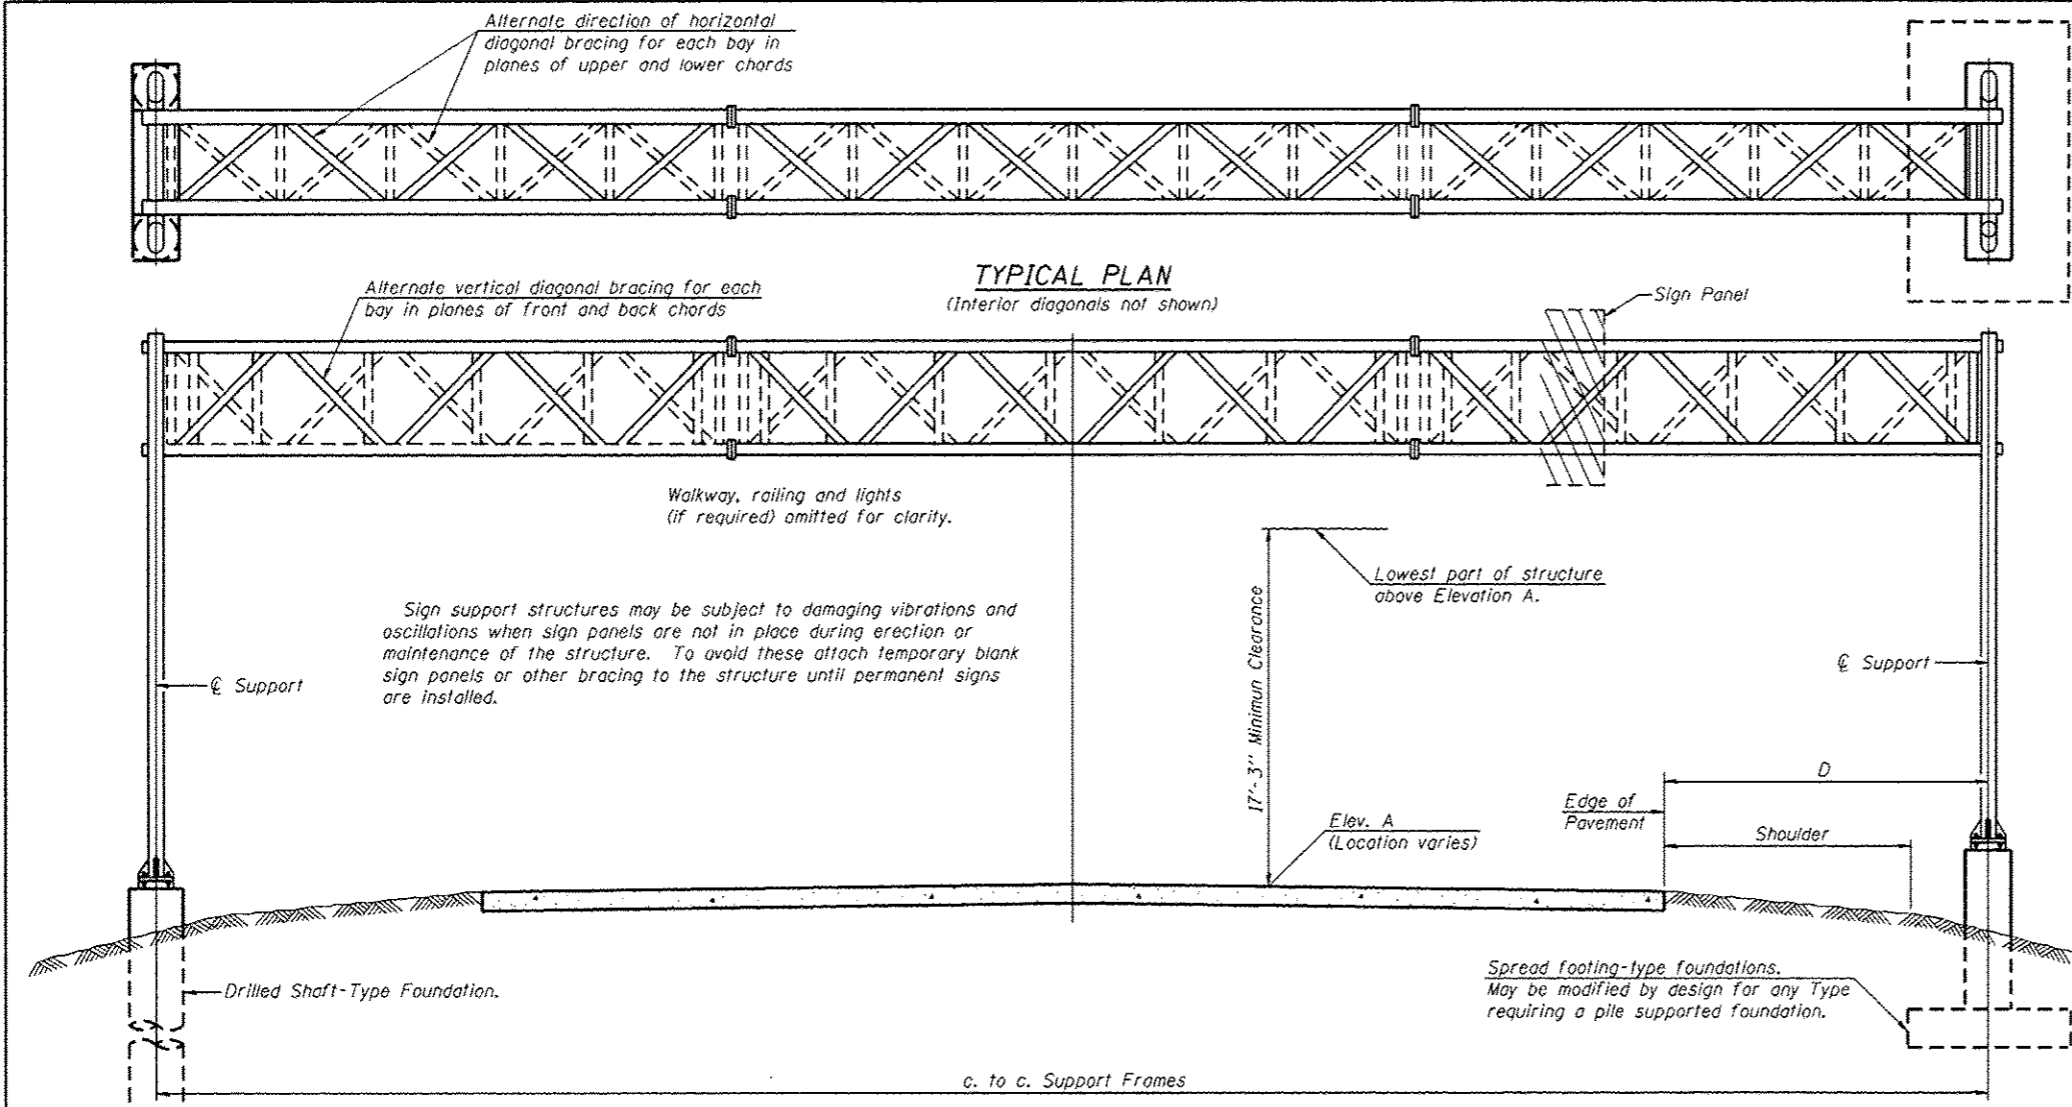 Alternate direction of horizontal
diagonal bracing for each bay in
planes of upper and lower chords
TYPICAL PLAN
(Interior diagonals not shown)
Alternate vertical diagonal bracing for each
bay in planes of front and back chords
Sign Panel
Walkway, railing and lights
(if required) omitted for clarity.
Lowest part of structure
above Elevation A.
Sign support structures may be subject to damaging vibrations and
oscillations when sign panels are not in place during erection or
maintenance of the structure. To avoid these attach temporary blank
sign panels or other bracing to the structure until permanent signs
are installed.
17'-3" Minimun Clearance
℄ Support
℄ Support
D
Edge of
Pavement
Shoulder
Elev. A
(Location varies)
Drilled Shaft-Type Foundation.
Spread footing-type foundations.
May be modified by design for any Type
requiring a pile supported foundation.
c. to c. Support Frames